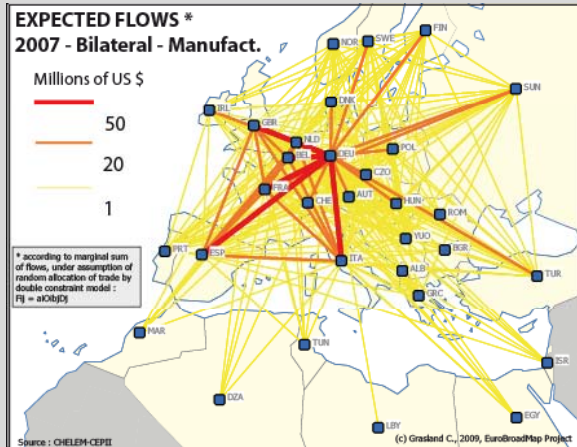 EXPECTED FLOWS *
2007 - Bilateral - Manufact.
Millions of US $
50
20
1
* according to marginal sum
of flows, under assumption of
random allocation of trade by
double constraint model :
Fij = aiOibjDj
NOR
SWE
FIN
SUN
DNK
IRL
GBR
NLD
BEL
DEU
POL
CZO
FRA
CHE
AUT
HUN
ROM
YUO
BGR
PRT
ESP
ITA
ALB
TUR
GRC
MAR
TUN
ISR
DZA
LBY
EGY
Source : CHELEM-CEPII
(c) Grasland C., 2009, EuroBroadMap Project